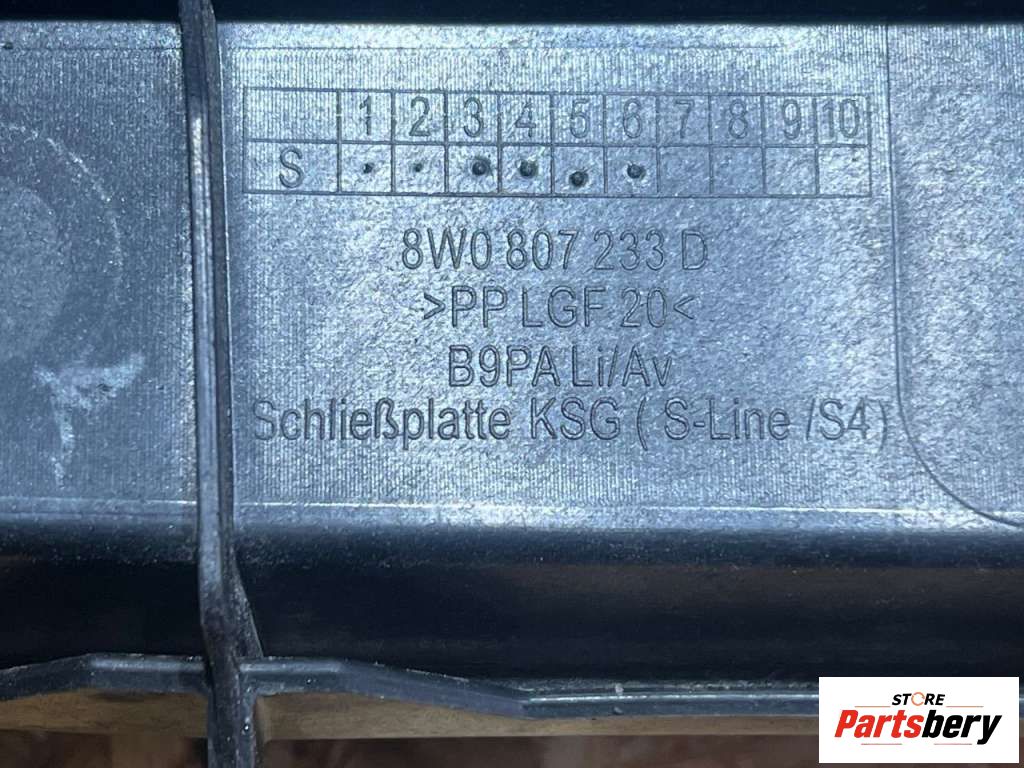 1 2 3 4 5 6 7 8 9 10
S
8W0 807 233 D
>PP LGF 20<
B9PA Li/Av
Schließplatte KSG ( S-Line /S4)
STORE
Partsbery